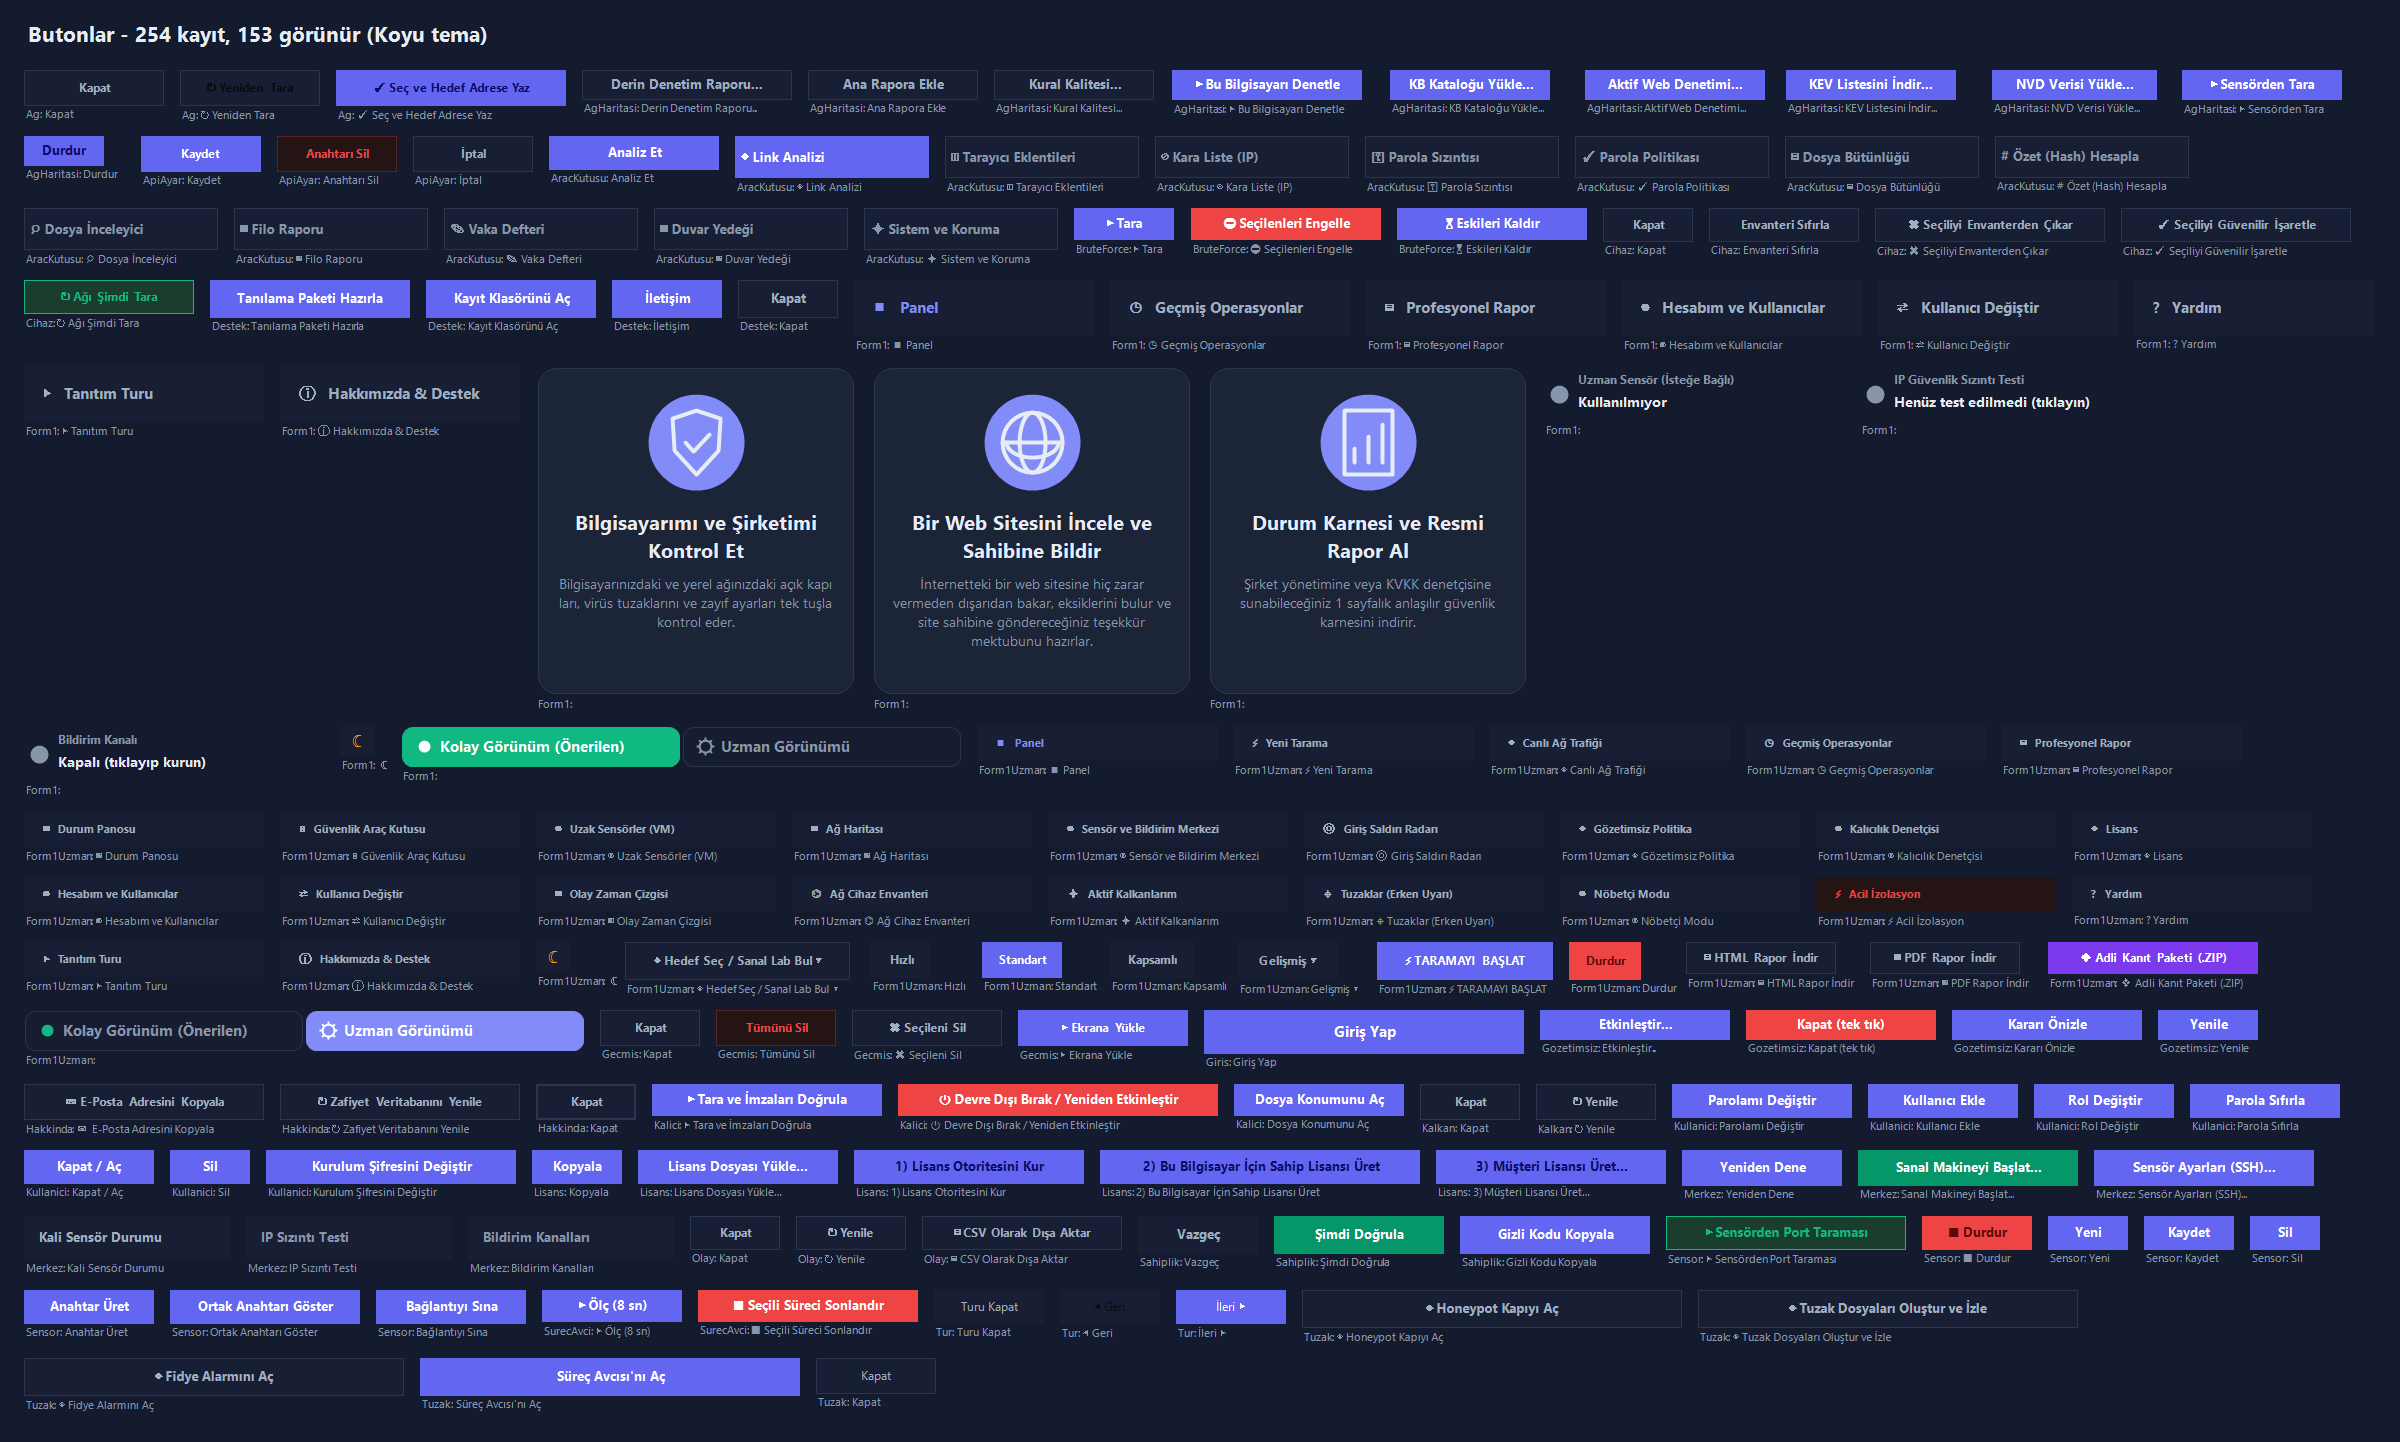 Butonlar - 254 kayıt, 153 görünür (Koyu tema)
Kapat
↻ Yeniden Tara
✓ Seç ve Hedef Adrese Yaz
Derin Denetim Raporu...
Ana Rapora Ekle
Kural Kalitesi...
▸ Bu Bilgisayarı Denetle
KB Kataloğu Yükle...
Aktif Web Denetimi...
KEV Listesini İndir...
NVD Verisi Yükle...
▸ Sensörden Tara
Ag: Kapat
Ag: ↻ Yeniden Tara
Ag: ✓ Seç ve Hedef Adrese Yaz
AgHaritasi: Derin Denetim Raporu..
AgHaritasi: Ana Rapora Ekle
AgHaritasi: Kural Kalitesi...
AgHaritasi: ▸ Bu Bilgisayarı Denetle
AgHaritasi: KB Kataloğu Yükle...
AgHaritasi: Aktif Web Denetimi...
AgHaritasi: KEV Listesini İndir...
AgHaritasi: NVD Verisi Yükle...
AgHaritasi: ▸ Sensörden Tara
Durdur
Kaydet
Anahtarı Sil
İptal
Analiz Et
◆ Link Analizi
Tarayıcı Eklentileri
⊘ Kara Liste (IP)
Parola Sızıntısı
✓ Parola Politikası
Dosya Bütünlüğü
# Özet (Hash) Hesapla
AgHaritasi: Durdur
ApiAyar: Kaydet
ApiAyar: Anahtarı Sil
ApiAyar: İptal
AracKutusu: Analiz Et
AracKutusu: ◆ Link Analizi
AracKutusu: Tarayıcı Eklentileri
AracKutusu: ⊘ Kara Liste (IP)
AracKutusu: Parola Sızıntısı
AracKutusu: ✓ Parola Politikası
AracKutusu: Dosya Bütünlüğü
AracKutusu: # Özet (Hash) Hesapla
Dosya İnceleyici
Filo Raporu
Vaka Defteri
Duvar Yedeği
Sistem ve Koruma
▸ Tara
⛔ Seçilenleri Engelle
⌛ Eskileri Kaldır
Kapat
Envanteri Sıfırla
✖ Seçiliyi Envanterden Çıkar
✓ Seçiliyi Güvenilir İşaretle
AracKutusu: Dosya İnceleyici
AracKutusu: Filo Raporu
AracKutusu: Vaka Defteri
AracKutusu: Duvar Yedeği
AracKutusu: Sistem ve Koruma
BruteForce: ▸ Tara
BruteForce: ⛔ Seçilenleri Engelle
BruteForce: ⌛ Eskileri Kaldır
Cihaz: Kapat
Cihaz: Envanteri Sıfırla
Cihaz: ✖ Seçiliyi Envanterden Çıkar
Cihaz: ✓ Seçiliyi Güvenilir İşaretle
↻ Ağı Şimdi Tara
Tanılama Paketi Hazırla
Kayıt Klasörünü Aç
İletişim
Kapat
■ Panel
Geçmiş Operasyonlar
Profesyonel Rapor
Hesabım ve Kullanıcılar
⇄ Kullanıcı Değiştir
? Yardım
Cihaz: ↻ Ağı Şimdi Tara
Destek: Tanılama Paketi Hazırla
Destek: Kayıt Klasörünü Aç
Destek: İletişim
Destek: Kapat
Form1: ■ Panel
Form1: Geçmiş Operasyonlar
Form1: Profesyonel Rapor
Form1: Hesabım ve Kullanıcılar
Form1: ⇄ Kullanıcı Değiştir
Form1: ? Yardım
▸ Tanıtım Turu
ⓘ Hakkımızda & Destek
Form1: ▸ Tanıtım Turu
Form1: ⓘ Hakkımızda & Destek
Bilgisayarımı ve Şirketimi
Kontrol Et
Bilgisayarınızdaki ve yerel ağınızdaki açık kapı
ları, virüs tuzaklarını ve zayıf ayarları tek tuşla
kontrol eder.
Form1:
Bir Web Sitesini İncele ve
Sahibine Bildir
İnternetteki bir web sitesine hiç zarar
vermeden dışarıdan bakar, eksiklerini bulur ve
site sahibine göndereceğiniz teşekkür
mektubunu hazırlar.
Form1:
Durum Karnesi ve Resmi
Rapor Al
Şirket yönetimine veya KVKK denetçisine
sunabileceğiniz 1 sayfalık anlaşılır güvenlik
karnesini indirir.
Form1:
Uzman Sensör (İsteğe Bağlı)
Kullanılmıyor
Form1:
IP Güvenlik Sızıntı Testi
Henüz test edilmedi (tıklayın)
Form1:
Bildirim Kanalı
Kapalı (tıklayıp kurun)
Form1:
☾
Form1: ☾
Kolay Görünüm (Önerilen)
Uzman Görünümü
Form1:
■ Panel
⚡ Yeni Tarama
Canlı Ağ Trafiği
Geçmiş Operasyonlar
Profesyonel Rapor
Form1Uzman: ■ Panel
Form1Uzman: ⚡ Yeni Tarama
Form1Uzman: Canlı Ağ Trafiği
Form1Uzman: Geçmiş Operasyonlar
Form1Uzman: Profesyonel Rapor
Durum Panosu
Güvenlik Araç Kutusu
Uzak Sensörler (VM)
Ağ Haritası
Sensör ve Bildirim Merkezi
Giriş Saldırı Radarı
Gözetimsiz Politika
Kalıcılık Denetçisi
Lisans
Form1Uzman: Durum Panosu
Form1Uzman: Güvenlik Araç Kutusu
Form1Uzman: Uzak Sensörler (VM)
Form1Uzman: Ağ Haritası
Form1Uzman: Sensör ve Bildirim Merkezi
Form1Uzman: Giriş Saldırı Radarı
Form1Uzman: Gözetimsiz Politika
Form1Uzman: Kalıcılık Denetçisi
Form1Uzman: Lisans
Hesabım ve Kullanıcılar
⇄ Kullanıcı Değiştir
Olay Zaman Çizgisi
Ağ Cihaz Envanteri
Aktif Kalkanlarım
Tuzaklar (Erken Uyarı)
Nöbetçi Modu
⚡ Acil İzolasyon
? Yardım
Form1Uzman: Hesabım ve Kullanıcılar
Form1Uzman: ⇄ Kullanıcı Değiştir
Form1Uzman: Olay Zaman Çizgisi
Form1Uzman: Ağ Cihaz Envanteri
Form1Uzman: Aktif Kalkanlarım
Form1Uzman: Tuzaklar (Erken Uyarı)
Form1Uzman: Nöbetçi Modu
Form1Uzman: ⚡ Acil İzolasyon
Form1Uzman: ? Yardım
▸ Tanıtım Turu
ⓘ Hakkımızda & Destek
☾
Hedef Seç / Sanal Lab Bul ▾
Hızlı
Standart
Kapsamlı
Gelişmiş ▾
⚡ TARAMAYI BAŞLAT
Durdur
HTML Rapor İndir
PDF Rapor İndir
❖ Adli Kanıt Paketi (.ZIP)
Form1Uzman: ▸ Tanıtım Turu
Form1Uzman: ⓘ Hakkımızda & Destek
Form1Uzman: ☾
Form1Uzman: Hedef Seç / Sanal Lab Bul ▾
Form1Uzman: Hızlı
Form1Uzman: Standart
Form1Uzman: Kapsamlı
Form1Uzman: Gelişmiş ▾
Form1Uzman: ⚡ TARAMAYI BAŞLAT
Form1Uzman: Durdur
Form1Uzman: HTML Rapor İndir
Form1Uzman: PDF Rapor İndir
Form1Uzman: ❖ Adli Kanıt Paketi (.ZIP)
Kolay Görünüm (Önerilen)
Uzman Görünümü
Kapat
Tümünü Sil
✖ Seçileni Sil
▸ Ekrana Yükle
Giriş Yap
Etkinleştir...
Kapat (tek tık)
Kararı Önizle
Yenile
Form1Uzman:
Gecmis: Kapat
Gecmis: Tümünü Sil
Gecmis: ✖ Seçileni Sil
Gecmis: ▸ Ekrana Yükle
Giris: Giriş Yap
Gozetimsiz: Etkinleştir..
Gozetimsiz: Kapat (tek tık)
Gozetimsiz: Kararı Önizle
Gozetimsiz: Yenile
✉ E-Posta Adresini Kopyala
↻ Zafiyet Veritabanını Yenile
Kapat
▸ Tara ve İmzaları Doğrula
⏻ Devre Dışı Bırak / Yeniden Etkinleştir
Dosya Konumunu Aç
Kapat
↻ Yenile
Parolamı Değiştir
Kullanıcı Ekle
Rol Değiştir
Parola Sıfırla
Hakkinda: ✉ E-Posta Adresini Kopyala
Hakkinda: ↻ Zafiyet Veritabanını Yenile
Hakkinda: Kapat
Kalici: ▸ Tara ve İmzaları Doğrula
Kalici: ⏻ Devre Dışı Bırak / Yeniden Etkinleştir
Kalici: Dosya Konumunu Aç
Kalkan: Kapat
Kalkan: ↻ Yenile
Kullanici: Parolamı Değiştir
Kullanici: Kullanıcı Ekle
Kullanici: Rol Değiştir
Kullanici: Parola Sıfırla
Kapat / Aç
Sil
Kurulum Şifresini Değiştir
Kopyala
Lisans Dosyası Yükle...
1) Lisans Otoritesini Kur
2) Bu Bilgisayar İçin Sahip Lisansı Üret
3) Müşteri Lisansı Üret...
Yeniden Dene
Sanal Makineyi Başlat...
Sensör Ayarları (SSH)...
Kullanici: Kapat / Aç
Kullanici: Sil
Kullanici: Kurulum Şifresini Değiştir
Lisans: Kopyala
Lisans: Lisans Dosyası Yükle...
Lisans: 1) Lisans Otoritesini Kur
Lisans: 2) Bu Bilgisayar İçin Sahip Lisansı Üret
Lisans: 3) Müşteri Lisansı Üret...
Merkez: Yeniden Dene
Merkez: Sanal Makineyi Başlat...
Merkez: Sensör Ayarları (SSH)...
Kali Sensör Durumu
IP Sızıntı Testi
Bildirim Kanalları
Kapat
↻ Yenile
CSV Olarak Dışa Aktar
Vazgeç
Şimdi Doğrula
Gizli Kodu Kopyala
▸ Sensörden Port Taraması
■ Durdur
Yeni
Kaydet
Sil
Merkez: Kali Sensör Durumu
Merkez: IP Sızıntı Testi
Merkez: Bildirim Kanalları
Olay: Kapat
Olay: ↻ Yenile
Olay: CSV Olarak Dışa Aktar
Sahiplik: Vazgeç
Sahiplik: Şimdi Doğrula
Sahiplik: Gizli Kodu Kopyala
Sensor: ▸ Sensörden Port Taraması
Sensor: ■ Durdur
Sensor: Yeni
Sensor: Kaydet
Sensor: Sil
Anahtar Üret
Ortak Anahtarı Göster
Bağlantıyı Sına
▸ Ölç (8 sn)
■ Seçili Süreci Sonlandır
Turu Kapat
◂ Geri
İleri ▸
◆ Honeypot Kapıyı Aç
◆ Tuzak Dosyaları Oluştur ve İzle
Sensor: Anahtar Üret
Sensor: Ortak Anahtarı Göster
Sensor: Bağlantıyı Sına
SurecAvci: ▸ Ölç (8 sn)
SurecAvci: ■ Seçili Süreci Sonlandır
Tur: Turu Kapat
Tur: ◂ Geri
Tur: İleri ▸
Tuzak: ◆ Honeypot Kapıyı Aç
Tuzak: ◆ Tuzak Dosyaları Oluştur ve İzle
◆ Fidye Alarmını Aç
Süreç Avcısı'nı Aç
Kapat
Tuzak: ◆ Fidye Alarmını Aç
Tuzak: Süreç Avcısı'nı Aç
Tuzak: Kapat